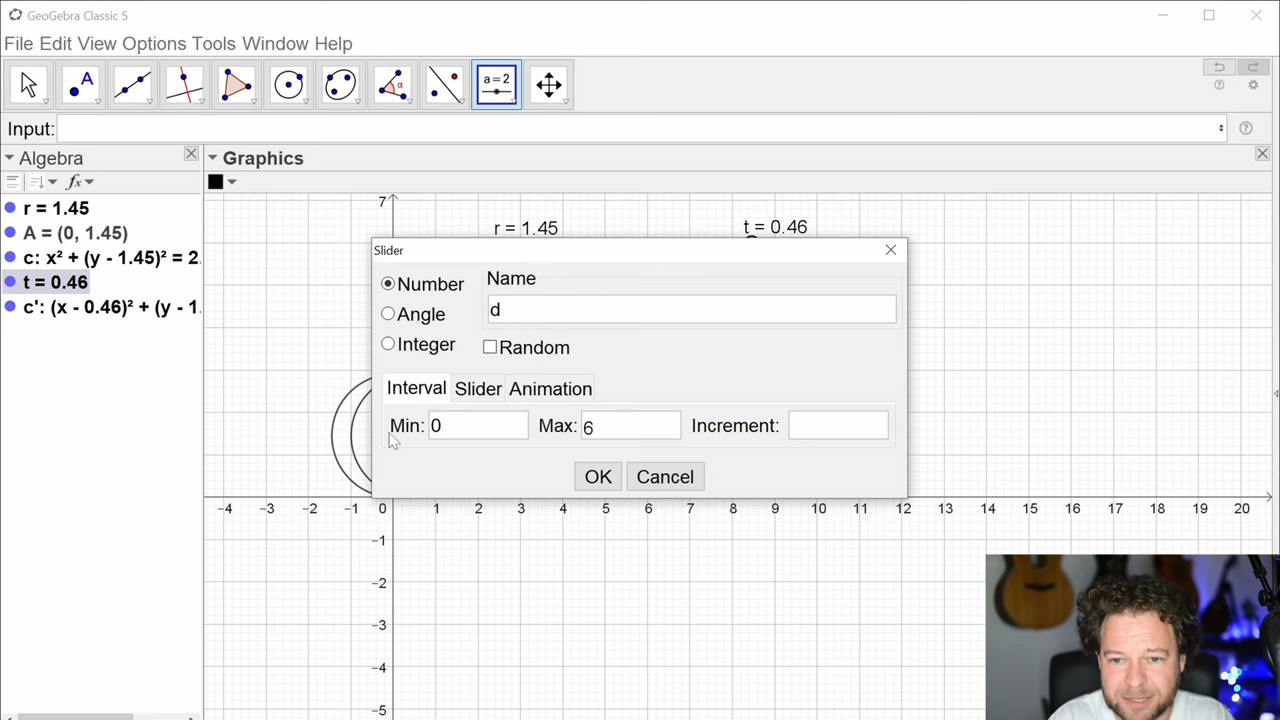 GeoGebra Classic 5
File Edit View Options Tools Window Help
A
α
a=2
Input:
Algebra
Graphics
fx
r = 1.45
A = (0, 1.45)
c: x² + (y - 1.45)² = 2.
t = 0.46
c': (x - 0.46)² + (y - 1.
r = 1.45
t = 0.46
Slider
Number
Angle
Integer
Name
d
Random
Interval Slider Animation
Min: 0 Max: 6 Increment:
OK Cancel
7
-4 -3 -2 -1 0 1 2 3 4 5 6 7 8 9 10 11 12 13 14 15 16 17 18 19 20
-1
-2
-3
-4
-5